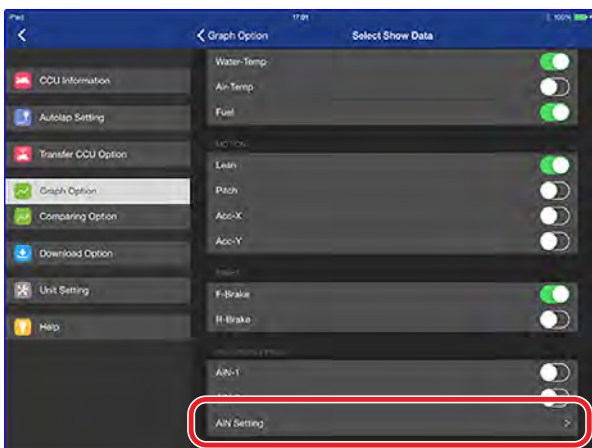 iPad
17:01
100%
Graph Option
Select Show Data
CCU Information
Autolap Setting
Transfer CCU Option
Graph Option
Comparing Option
Download Option
Unit Setting
Help
Water-Temp
Air-Temp
Fuel
MOTION
Lean
Pitch
Acc-X
Acc-Y
F-Brake
R-Brake
AIN-1
AIN Setting